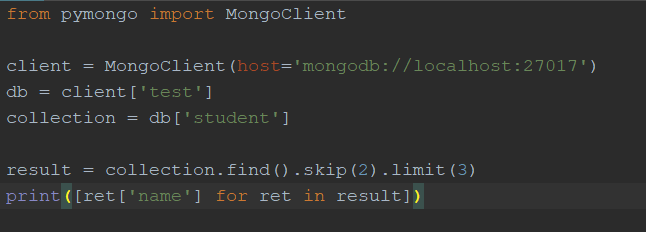 from pymongo import MongoClient
client = MongoClient(host='mongodb://localhost:27017')
db = client['test']
collection = db['student']
result = collection.find().skip(2).limit(3)
print([ret['name'] for ret in result])